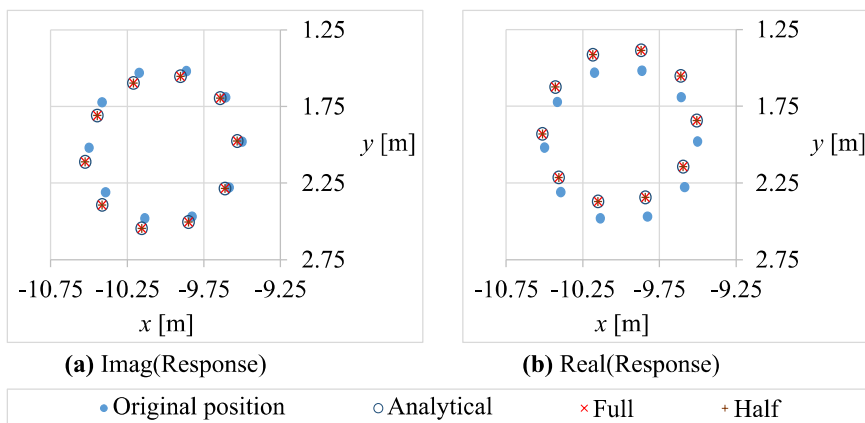 1.25
1.75
y [m]
2.25
2.75
-10.75 -10.25 -9.75 -9.25
x [m]
(a) Imag(Response)
1.25
1.75
y [m]
2.25
2.75
-10.75 -10.25 -9.75 -9.25
x [m]
(b) Real(Response)
Original position Analytical Full Half